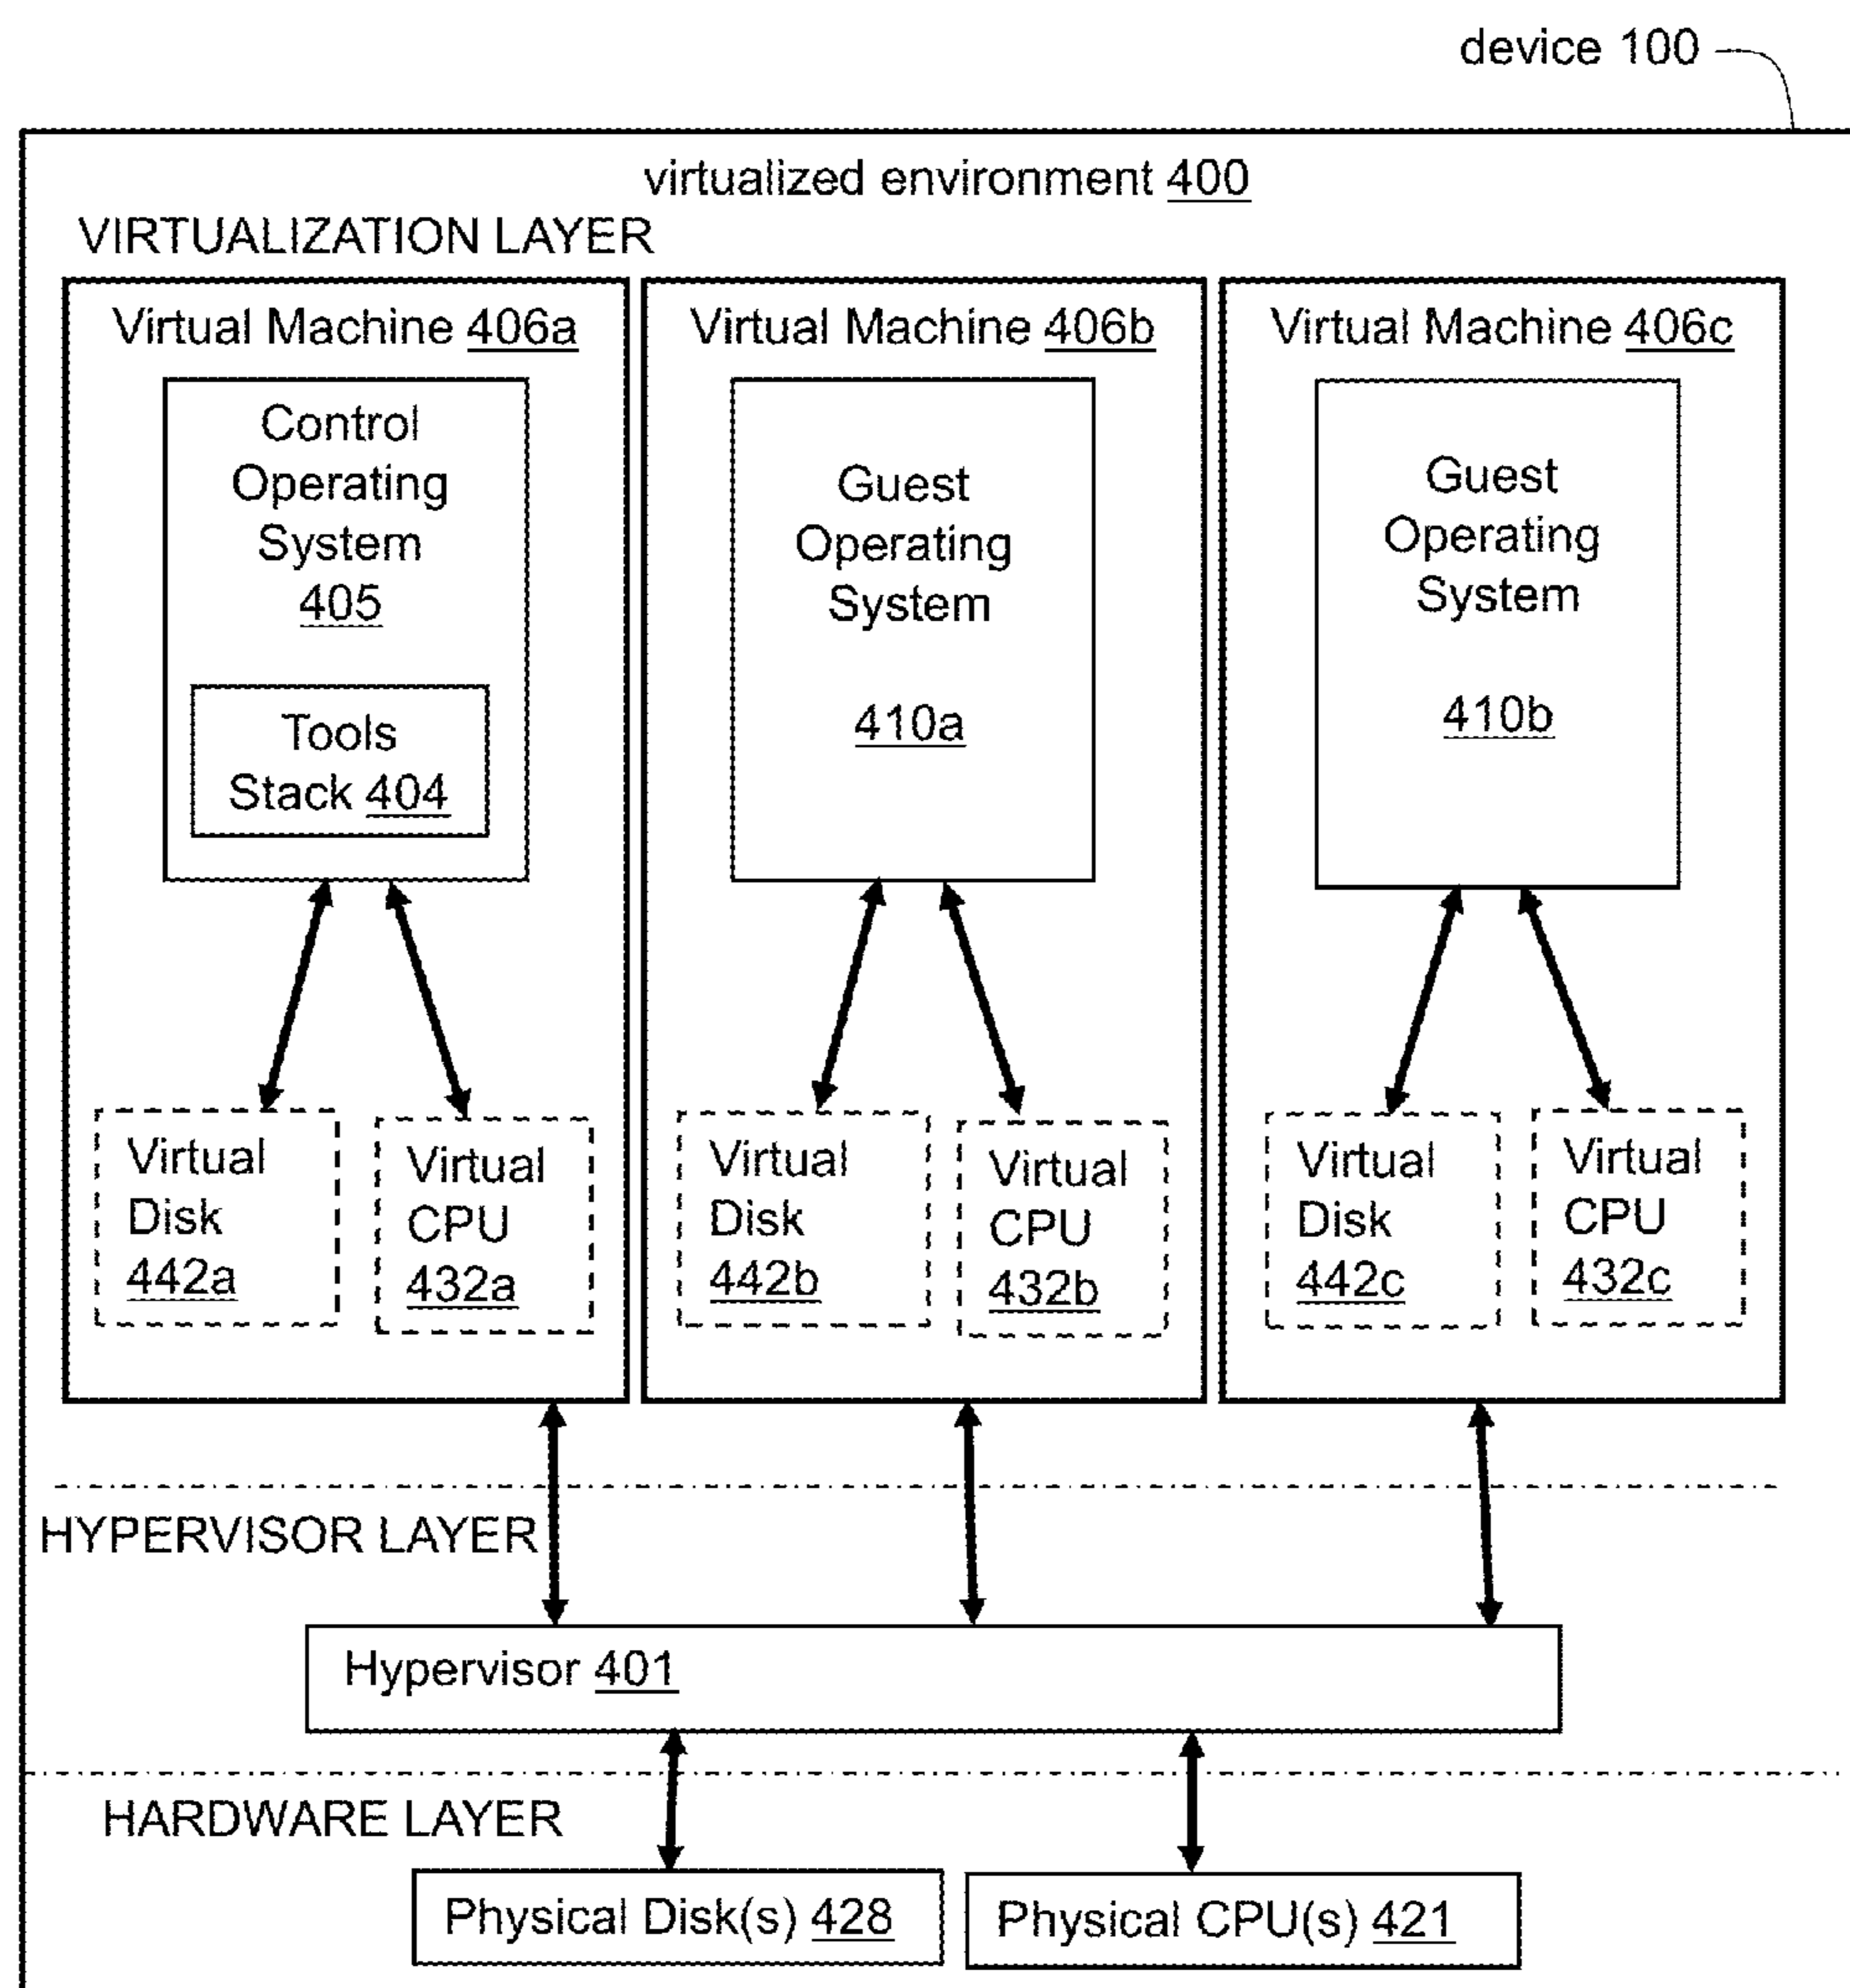 device 100
virtualized environment 400
VIRTUALIZATION LAYER
Virtual Machine 406a
Control
Operating
System
405
Tools
Stack 404
Virtual
Disk
442a
Virtual
CPU
432a
Virtual Machine 406b
Guest
Operating
System
410a
Virtual
Disk
442b
Virtual
CPU
432b
Virtual Machine 406c
Guest
Operating
System
410b
Virtual
Disk
442c
Virtual
CPU
432c
HYPERVISOR LAYER
Hypervisor 401
HARDWARE LAYER
Physical Disk(s) 428
Physical CPU(s) 421